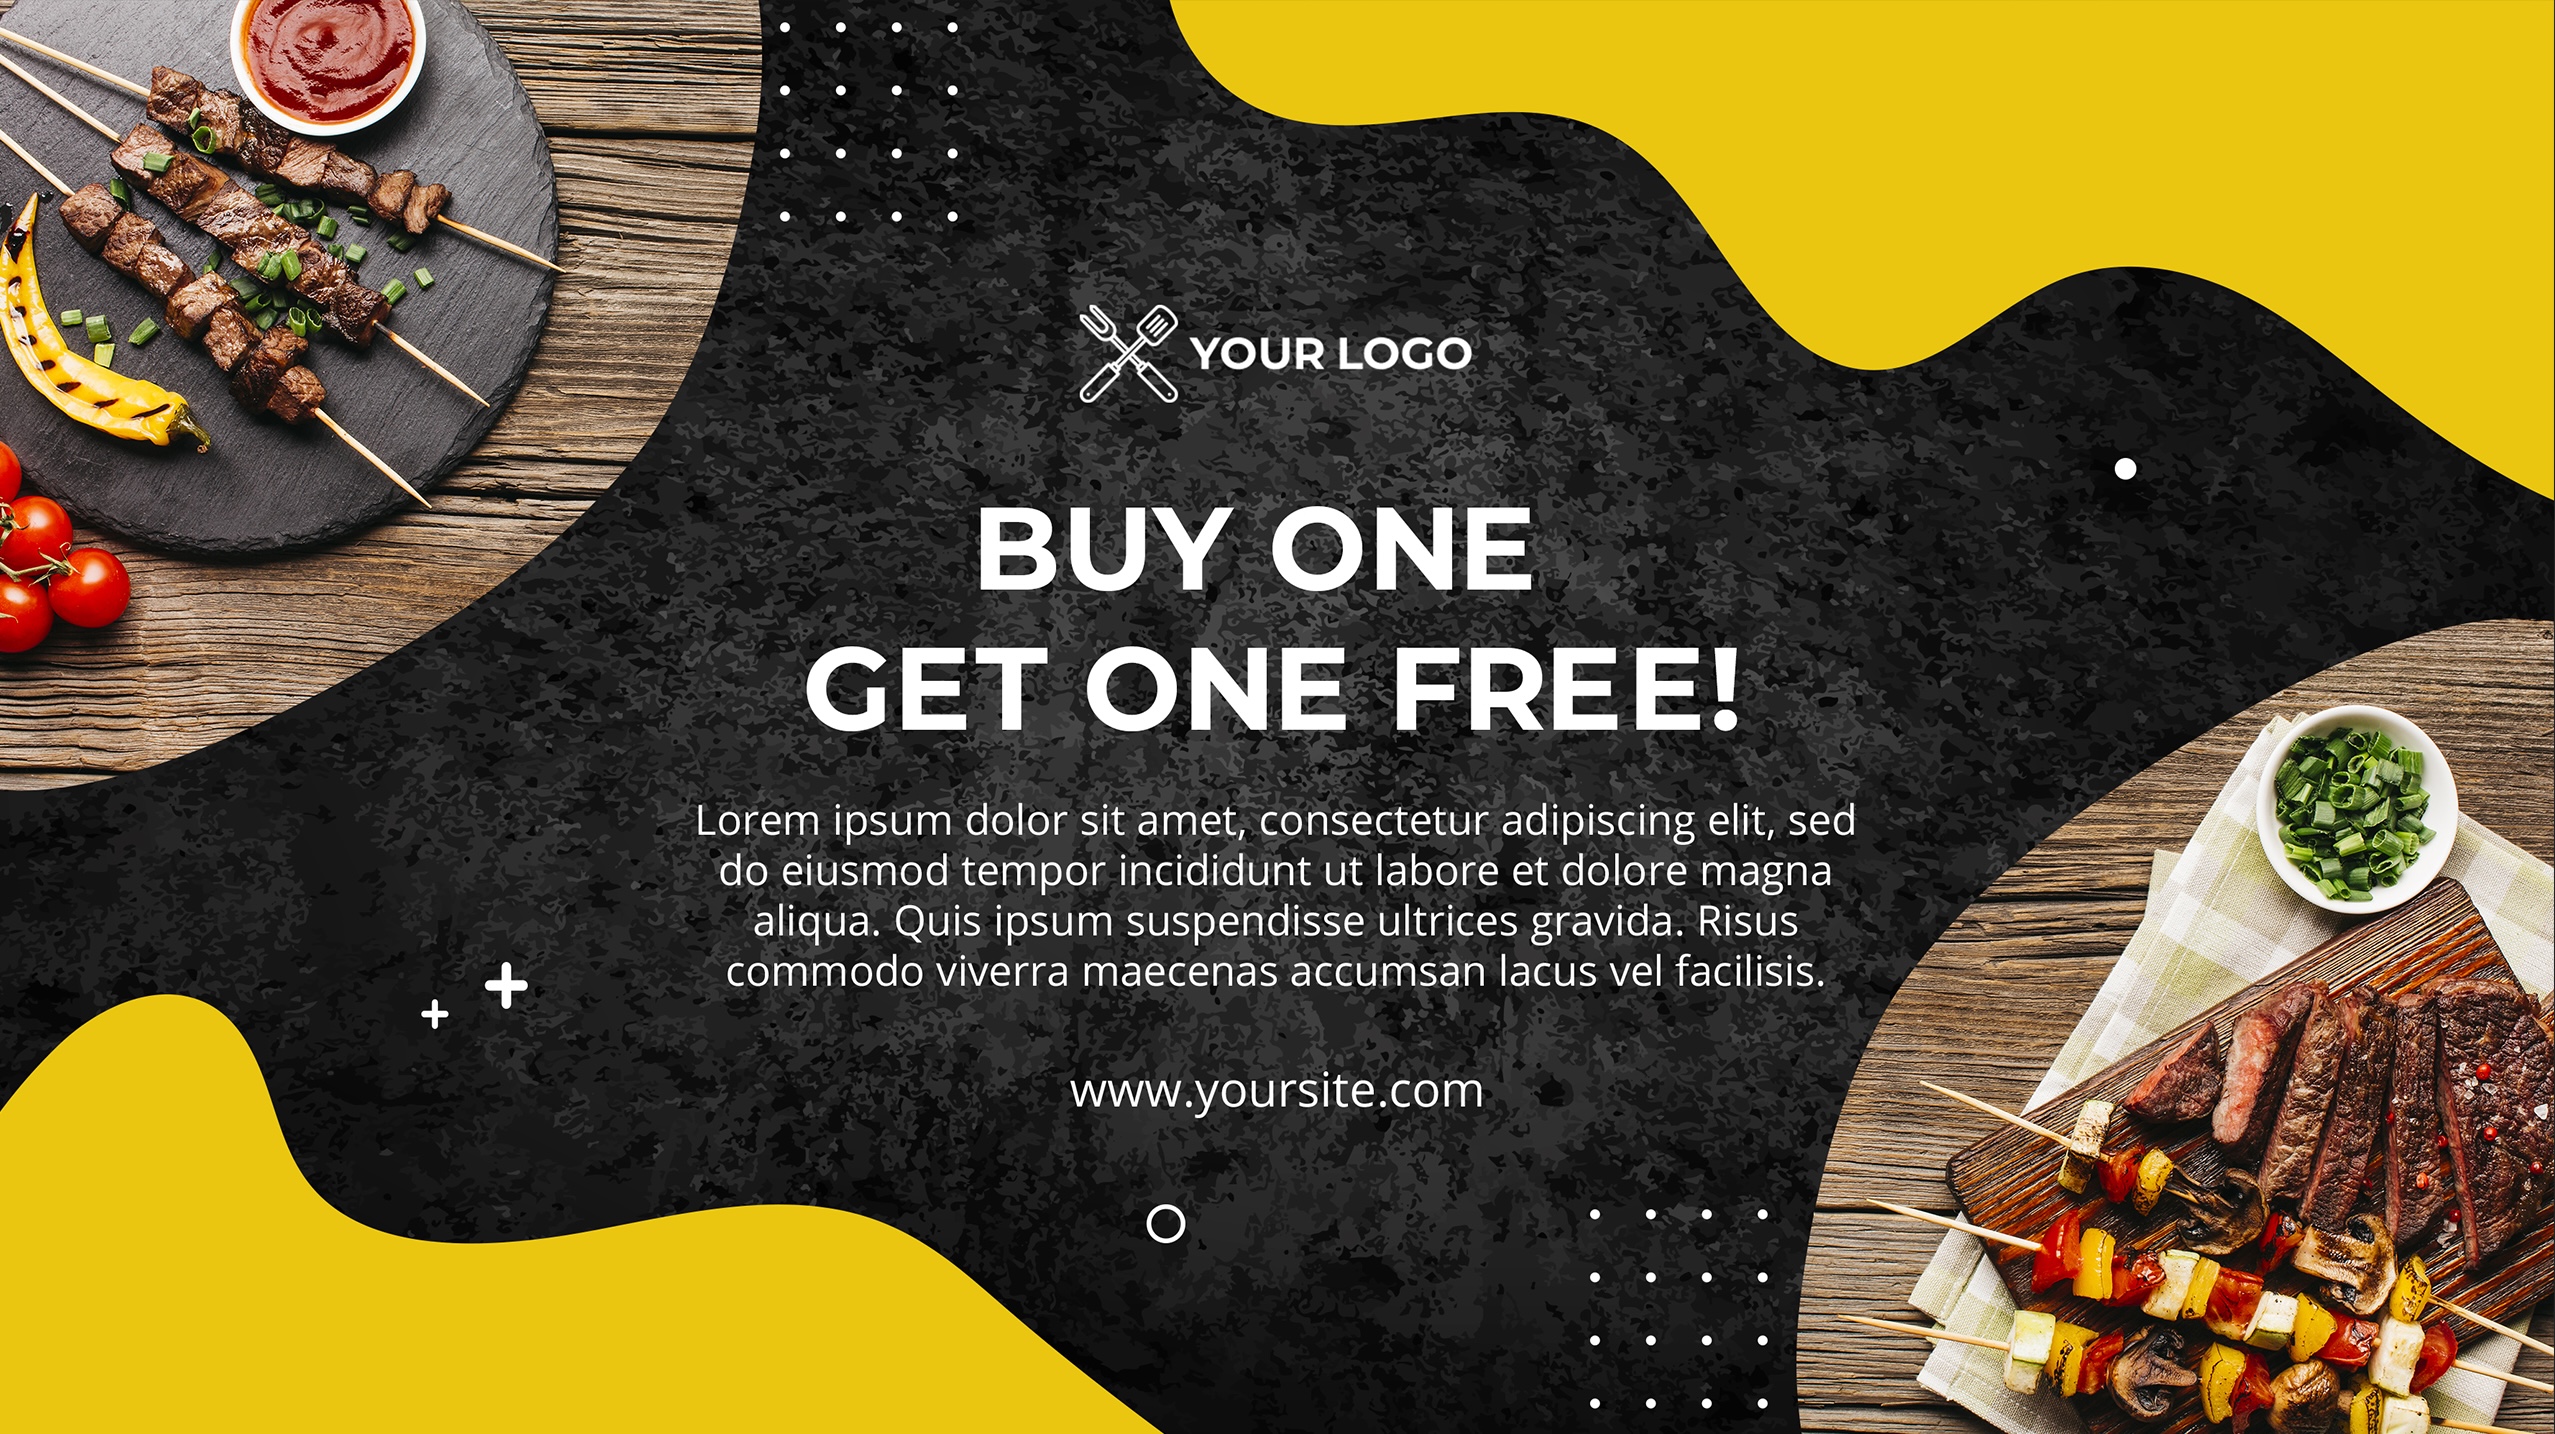 YOUR LOGO
BUY ONE
GET ONE FREE!
Lorem ipsum dolor sit amet, consectetur adipiscing elit, sed
do eiusmod tempor incididunt ut labore et dolore magna
aliqua. Quis ipsum suspendisse ultrices gravida. Risus
commodo viverra maecenas accumsan lacus vel facilisis.
www.yoursite.com